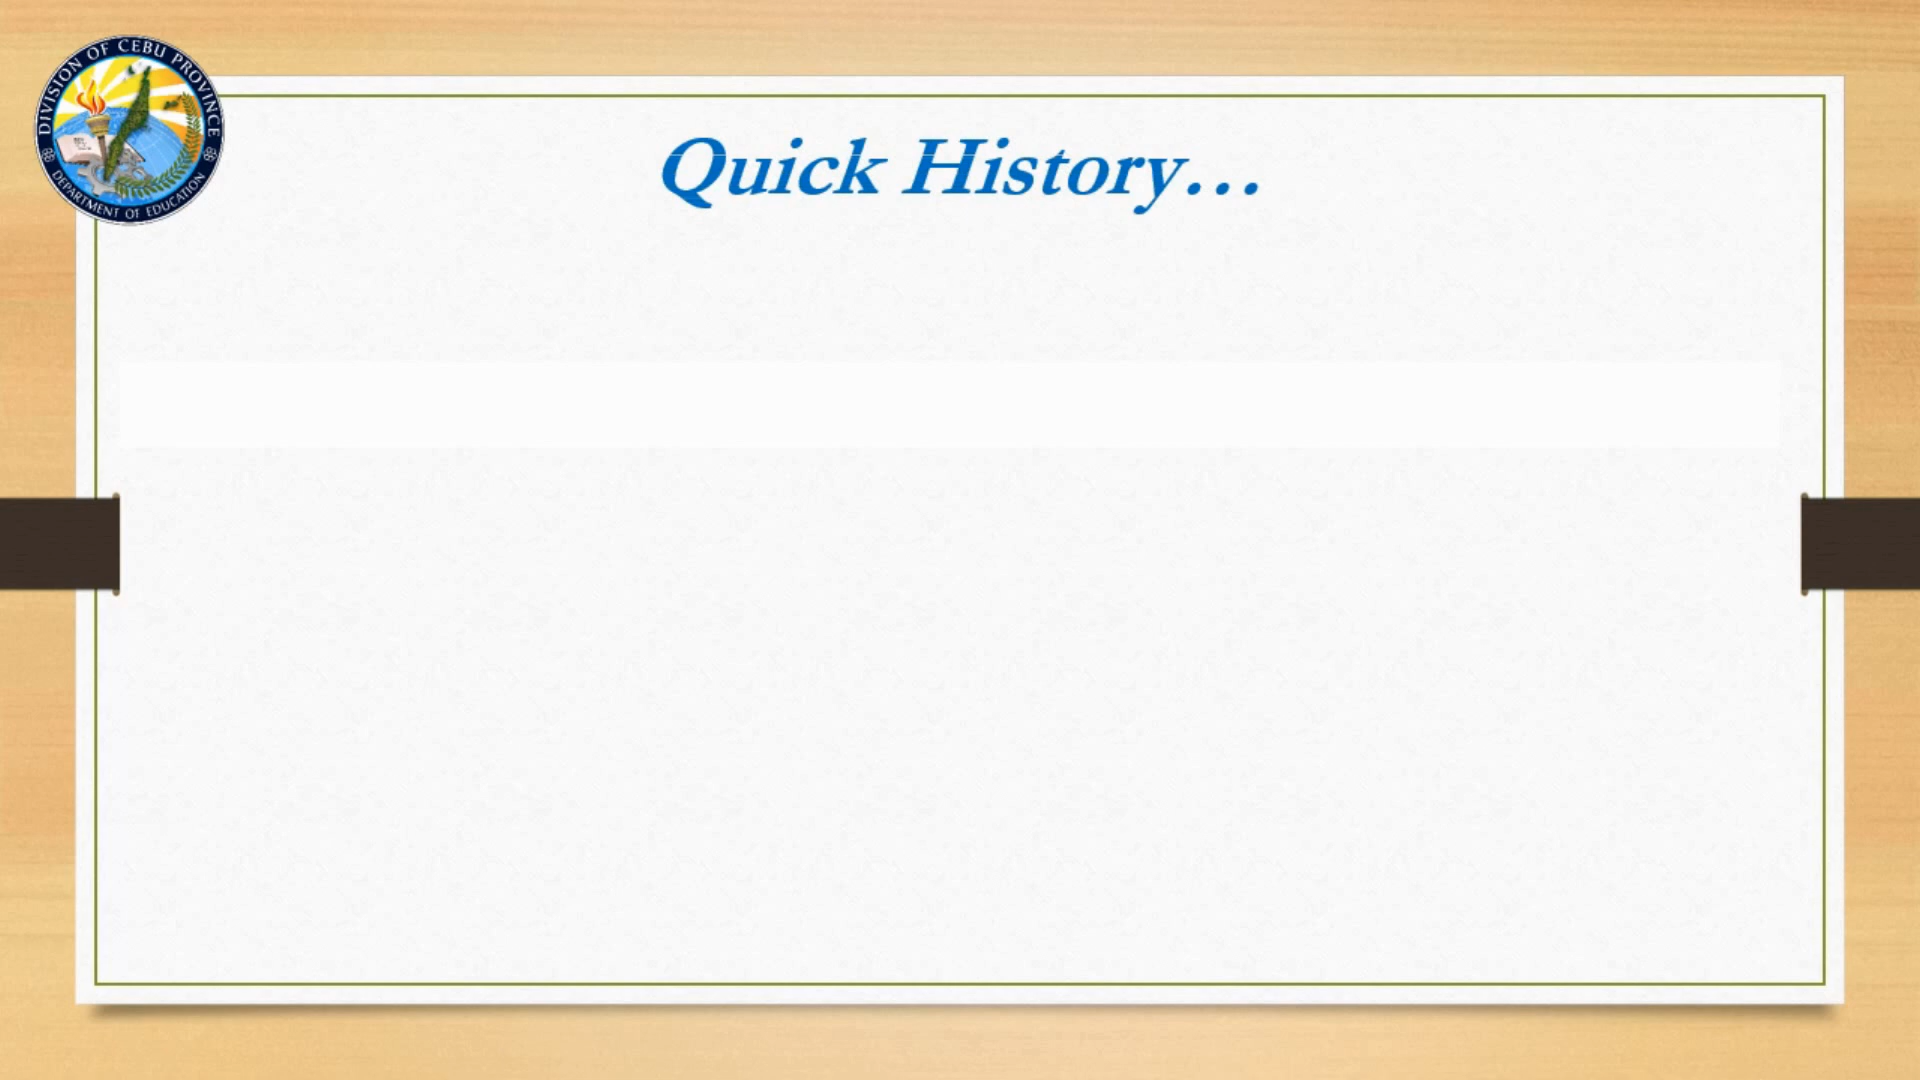 DIVISION OF CEBU PROVINCE
DEPARTMENT OF EDUCATION
Quick History...